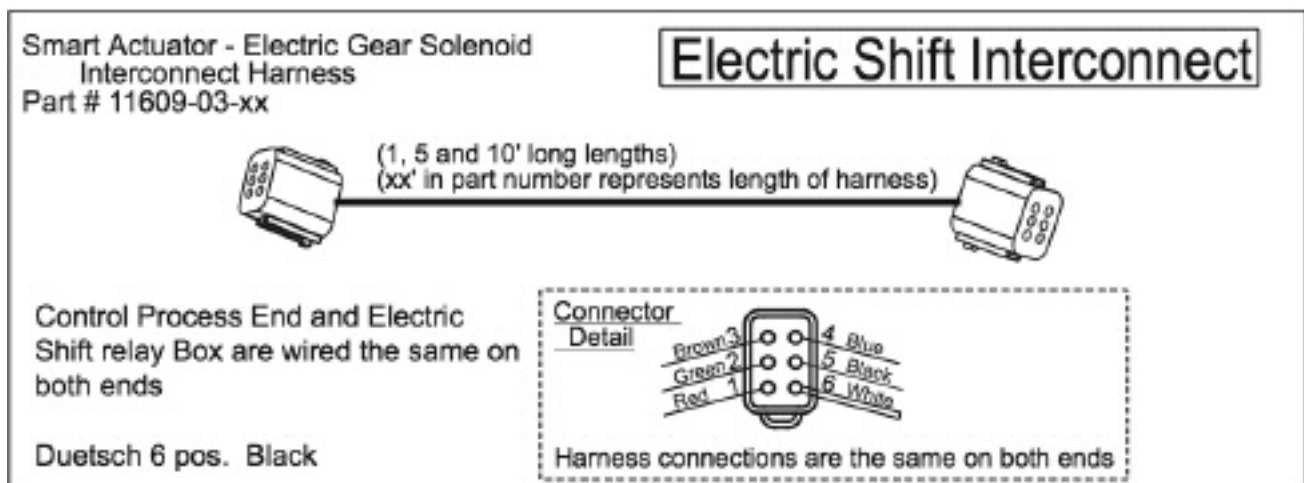 Smart Actuator - Electric Gear Solenoid
Interconnect Harness
Part # 11609-03-xx
Electric Shift Interconnect
(1, 5 and 10' long lengths)
(xx' in part number represents length of harness)
Control Process End and Electric
Shift relay Box are wired the same on
both ends
Duetsch 6 pos. Black
Connector
Detail
Brown 3 4 Blue
Green 2 5 Black
Red 1 6 White
Harness connections are the same on both ends